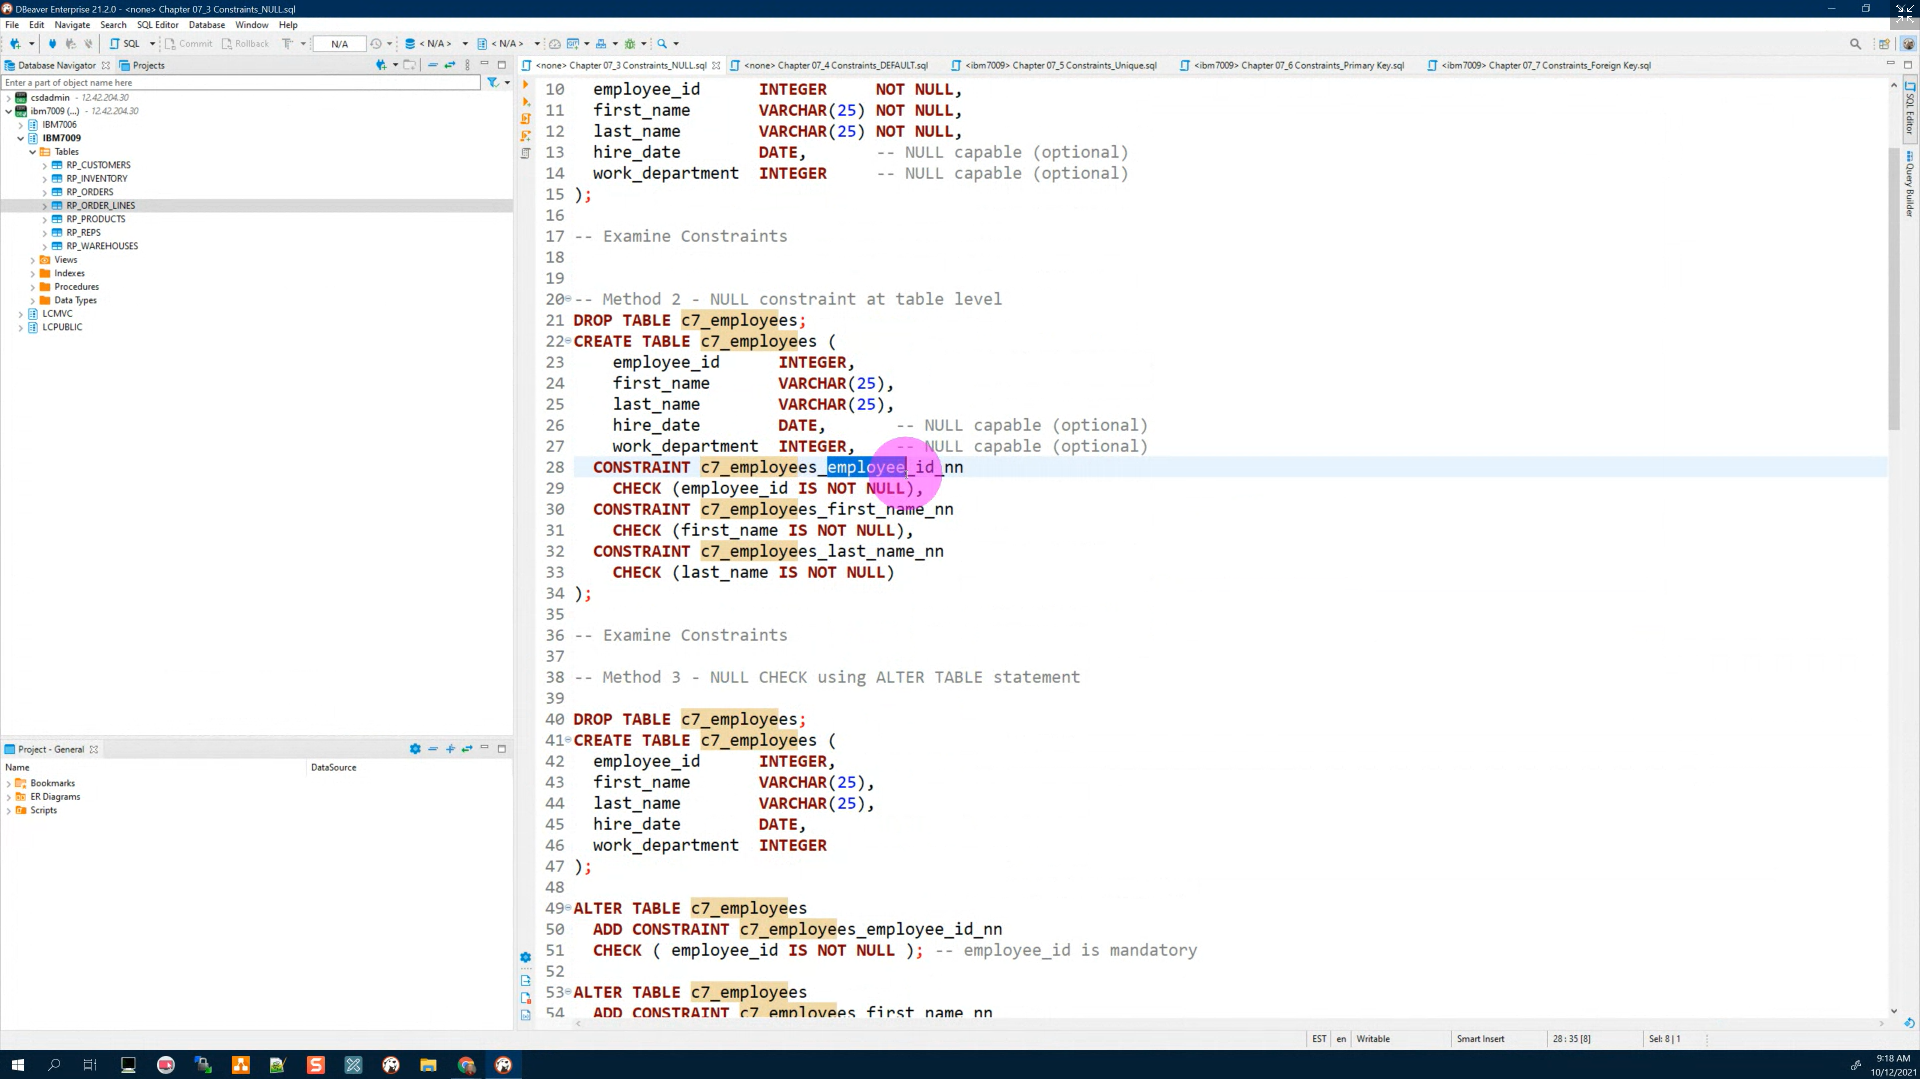 DBeaver Enterprise 21.2.0 - <none> Chapter 07_3 Constraints_NULL.sql
File Edit Navigate Search SQL Editor Database Window Help
SQL Commit Rollback N/A < N/A > < N/A >
Database Navigator Projects
Enter a part of object name here
csdadmin - 12.42.204.30
ibm7009 (...) - 12.42.204.30
IBM7006
IBM7009
Tables
RP_CUSTOMERS
RP_INVENTORY
RP_ORDERS
RP_ORDER_LINES
RP_PRODUCTS
RP_REPS
RP_WAREHOUSES
Views
Indexes
Procedures
Data Types
LCMVC
LCPUBLIC
Project - General
Name DataSource
Bookmarks
ER Diagrams
Scripts
<none> Chapter 07_3 Constraints_NULL.sql <none> Chapter 07_4 Constraints_DEFAULT.sql <ibm7009> Chapter 07_5 Constraints_Unique.sql <ibm7009> Chapter 07_6 Constraints_Primary Key.sql <ibm7009> Chapter 07_7 Constraints_Foreign Key.sql
10 employee_id INTEGER NOT NULL,
11 first_name VARCHAR(25) NOT NULL,
12 last_name VARCHAR(25) NOT NULL,
13 hire_date DATE, -- NULL capable (optional)
14 work_department INTEGER -- NULL capable (optional)
15 );
16
17 -- Examine Constraints
18
19
20 -- Method 2 - NULL constraint at table level
21 DROP TABLE c7_employees;
22 CREATE TABLE c7_employees (
23 employee_id INTEGER,
24 first_name VARCHAR(25),
25 last_name VARCHAR(25),
26 hire_date DATE, -- NULL capable (optional)
27 work_department INTEGER, -- NULL capable (optional)
28 CONSTRAINT c7_employees_employee_id_nn
29 CHECK (employee_id IS NOT NULL),
30 CONSTRAINT c7_employees_first_name_nn
31 CHECK (first_name IS NOT NULL),
32 CONSTRAINT c7_employees_last_name_nn
33 CHECK (last_name IS NOT NULL)
34 );
35
36 -- Examine Constraints
37
38 -- Method 3 - NULL CHECK using ALTER TABLE statement
39
40 DROP TABLE c7_employees;
41 CREATE TABLE c7_employees (
42 employee_id INTEGER,
43 first_name VARCHAR(25),
44 last_name VARCHAR(25),
45 hire_date DATE,
46 work_department INTEGER
47 );
48
49 ALTER TABLE c7_employees
50 ADD CONSTRAINT c7_employees_employee_id_nn
51 CHECK ( employee_id IS NOT NULL ); -- employee_id is mandatory
52
53 ALTER TABLE c7_employees
54 ADD CONSTRAINT c7_employees_first_name_nn
SQL Editor
Query Builder
EST en Writable Smart Insert 28 : 35 [8] Sel: 8 | 1
9:18 AM
10/12/2021